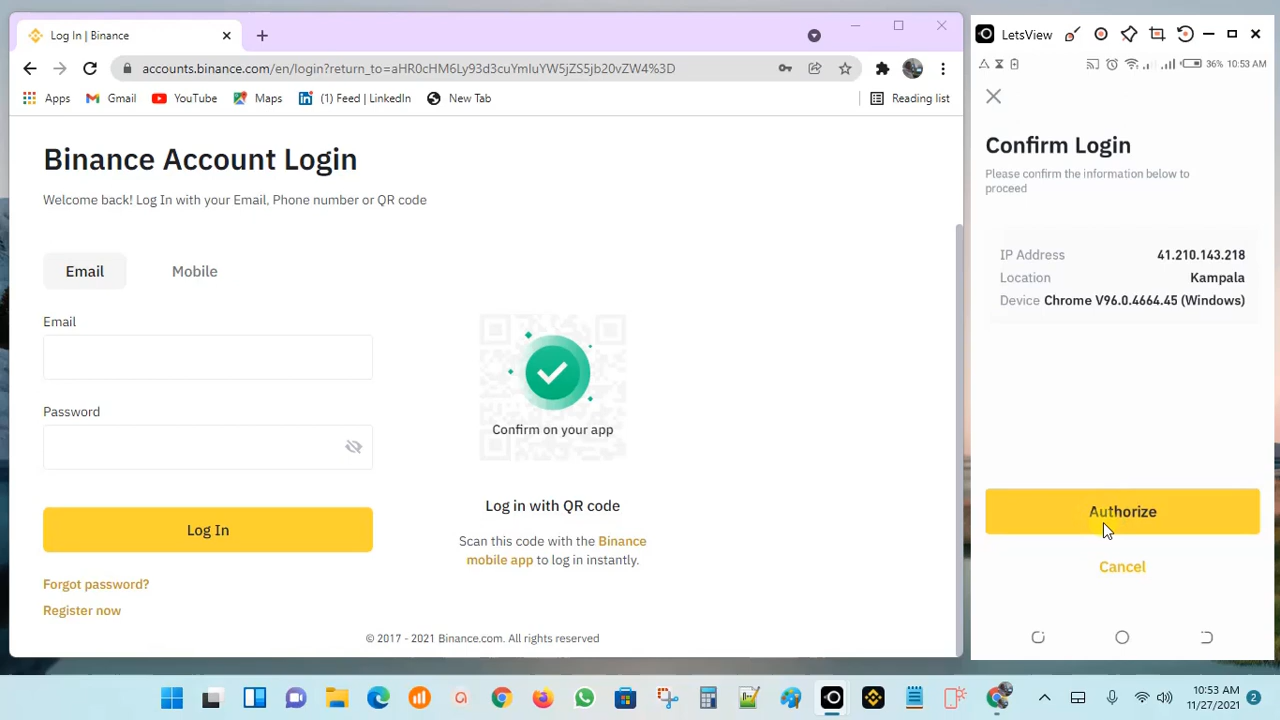 Log In | Binance
accounts.binance.com/en/login?return_to=aHR0cHM6Ly93d3cuYmluYW5jZS5jb20vZW4%3D
Apps
Gmail
YouTube
Maps
(1) Feed | LinkedIn
New Tab
Reading list
Binance Account Login
Welcome back! Log In with your Email, Phone number or QR code
Email
Mobile
Email
Password
Log In
Forgot password?
Register now
Confirm on your app
Log in with QR code
Scan this code with the Binance
mobile app to log in instantly.
© 2017 - 2021 Binance.com. All rights reserved
LetsView
36% 10:53 AM
Confirm Login
Please confirm the information below to
proceed
IP Address 41.210.143.218
Location Kampala
Device Chrome V96.0.4664.45 (Windows)
Authorize
Cancel
10:53 AM
11/27/2021
2